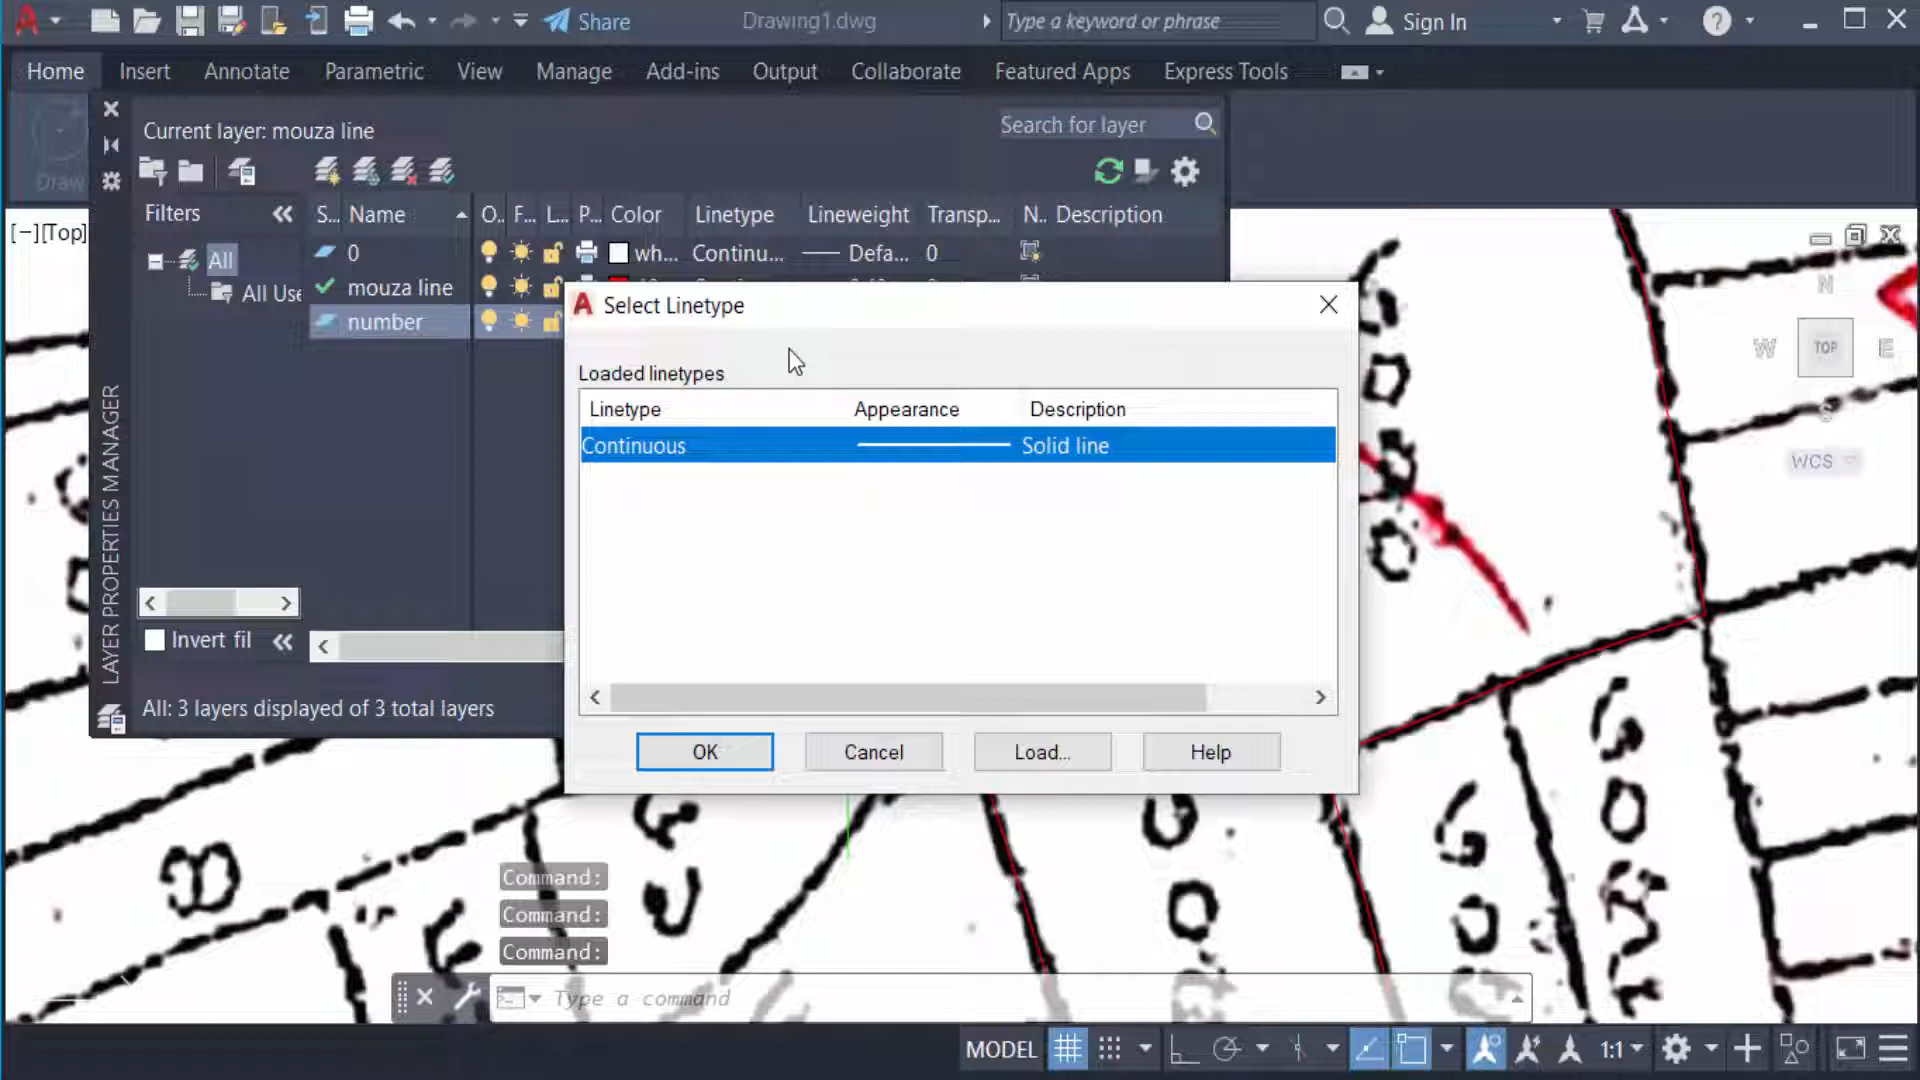 Share
Drawing1.dwg
Type a keyword or phrase
Sign In
Home
Insert
Annotate
Parametric
View
Manage
Add-ins
Output
Collaborate
Featured Apps
Express Tools
Draw
Current layer: mouza line
Search for layer
Filters
S.. Name O. F... L... P... Color Linetype Lineweight Transp... N.. Description
All
All Use
0 wh... Continu... Defa... 0
mouza line
number
[−][Top]
Select Linetype
Loaded linetypes
Linetype Appearance Description
Continuous Solid line
OK
Cancel
Load...
Help
Invert fil
All: 3 layers displayed of 3 total layers
LAYER PROPERTIES MANAGER
N
W
TOP
E
S
WCS
Command:
Command:
Command:
Type a command
MODEL
1:1